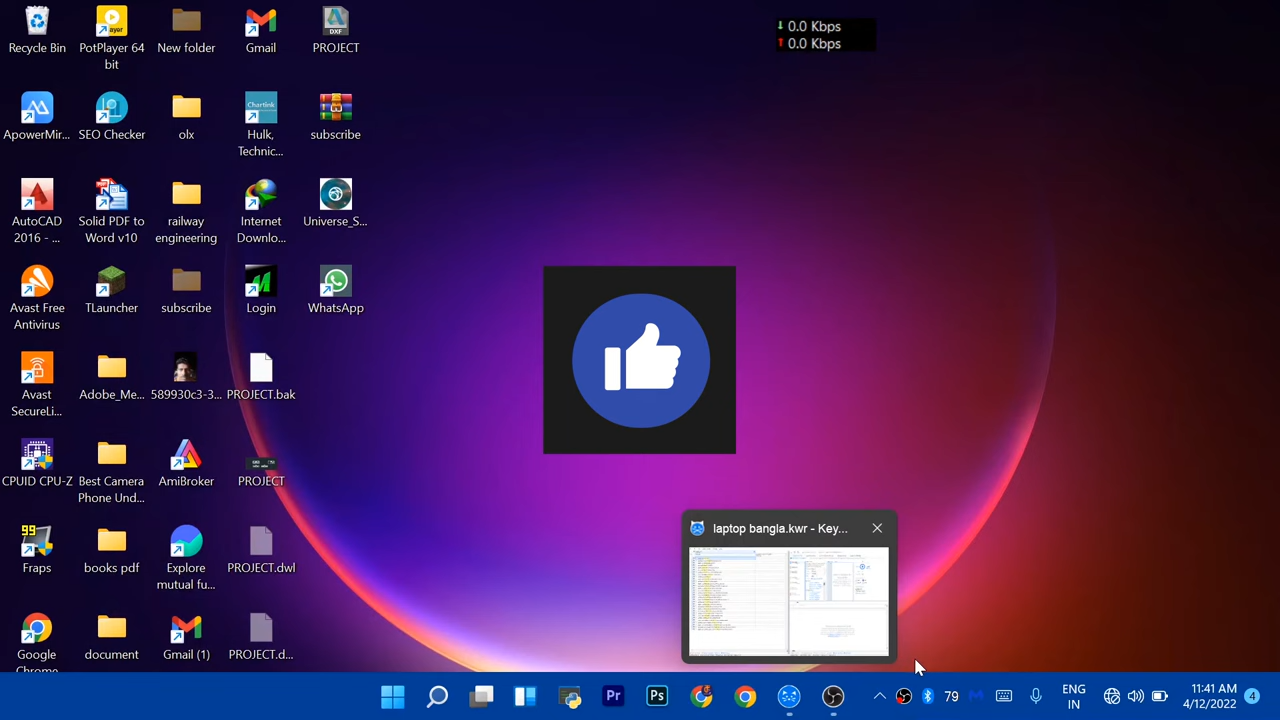 0.0 Kbps
0.0 Kbps
Recycle Bin
PotPlayer 64
bit
New folder
Gmail
PROJECT
ApowerMir...
SEO Checker
olx
Hulk,
Technic...
subscribe
AutoCAD
2016 - ...
Solid PDF to
Word v10
railway
engineering
Internet
Downlo...
Universe_S...
Avast Free
Antivirus
TLauncher
subscribe
Login
WhatsApp
Avast
SecureLi...
Adobe_Me...
589930c3-3...
PROJECT.bak
CPUID CPU-Z
Best Camera
Phone Und...
AmiBroker
PROJECT
Fraps
books pdf
Explore
mutual fu...
PROJECT.dwl
Google
Chrome
document
Gmail (1)
PROJECT.d...
laptop bangla.kwr - Key...
79
ENG
IN
11:41 AM
4/12/2022
4